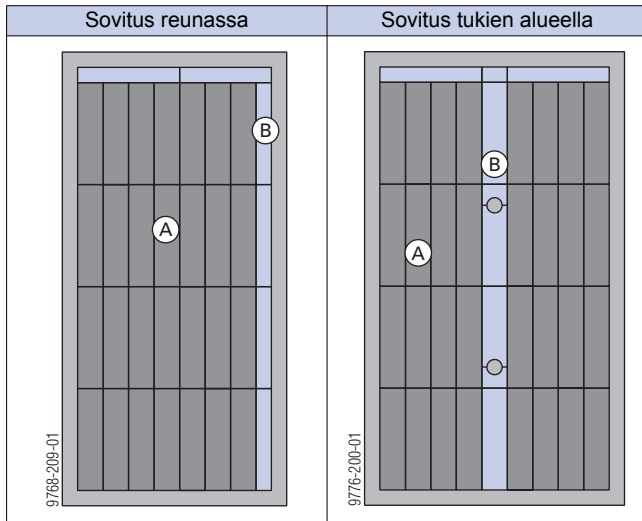 Sovitus reunassa
Sovitus tukien alueella
B
A
9768-209-01
B
A
9776-200-01